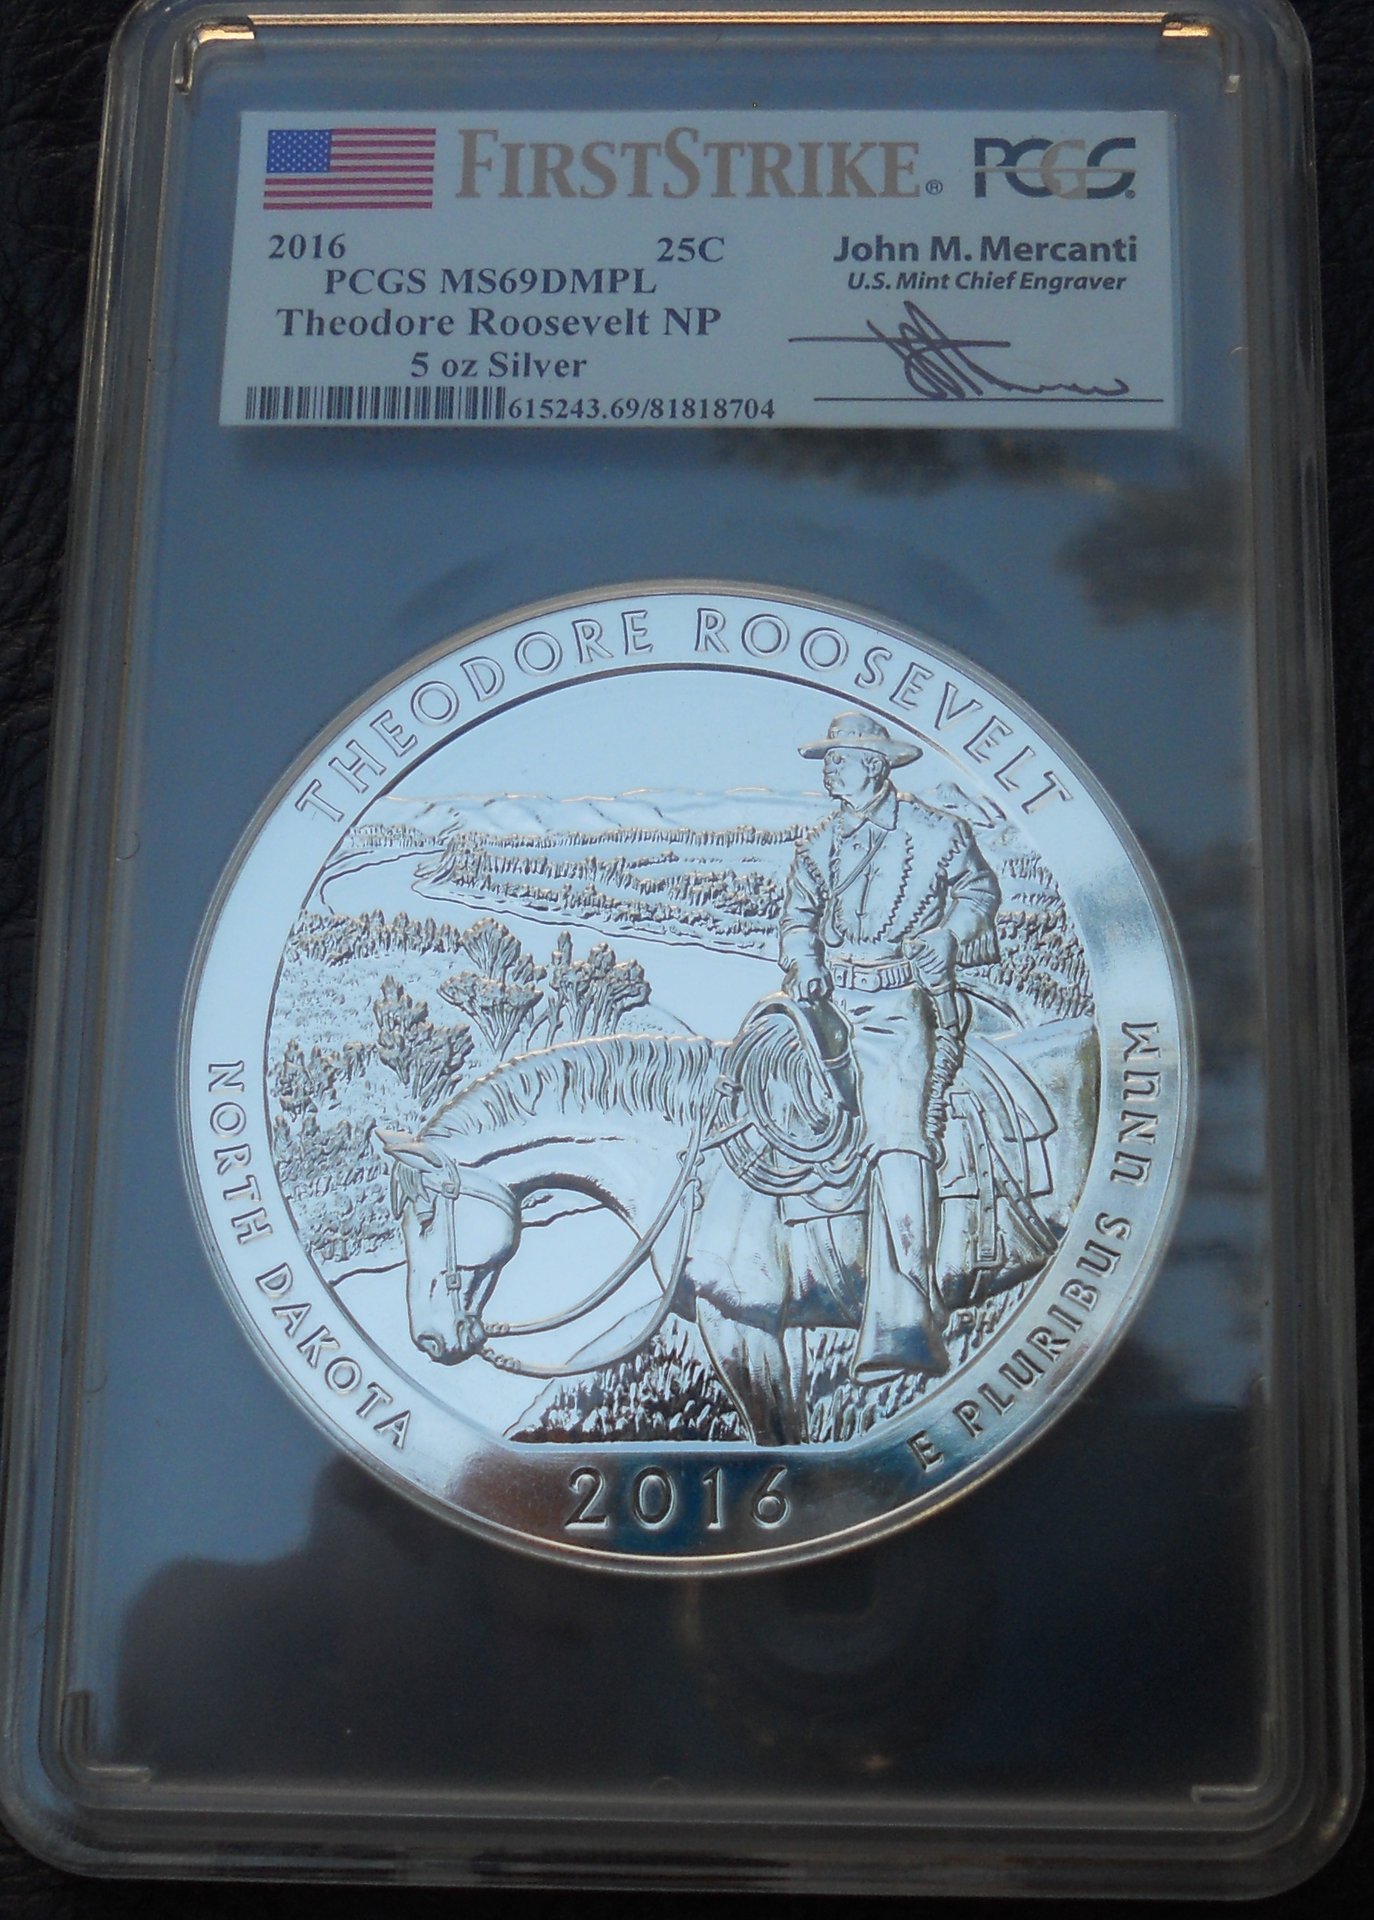 FIRSTSTRIKE® PCGS
2016 25C
PCGS MS69DMPL
Theodore Roosevelt NP
5 oz Silver
615243.69/81818704
John M. Mercanti
U.S. Mint Chief Engraver
THEODORE ROOSEVELT
NORTH DAKOTA
2016
E PLURIBUS UNUM
PH